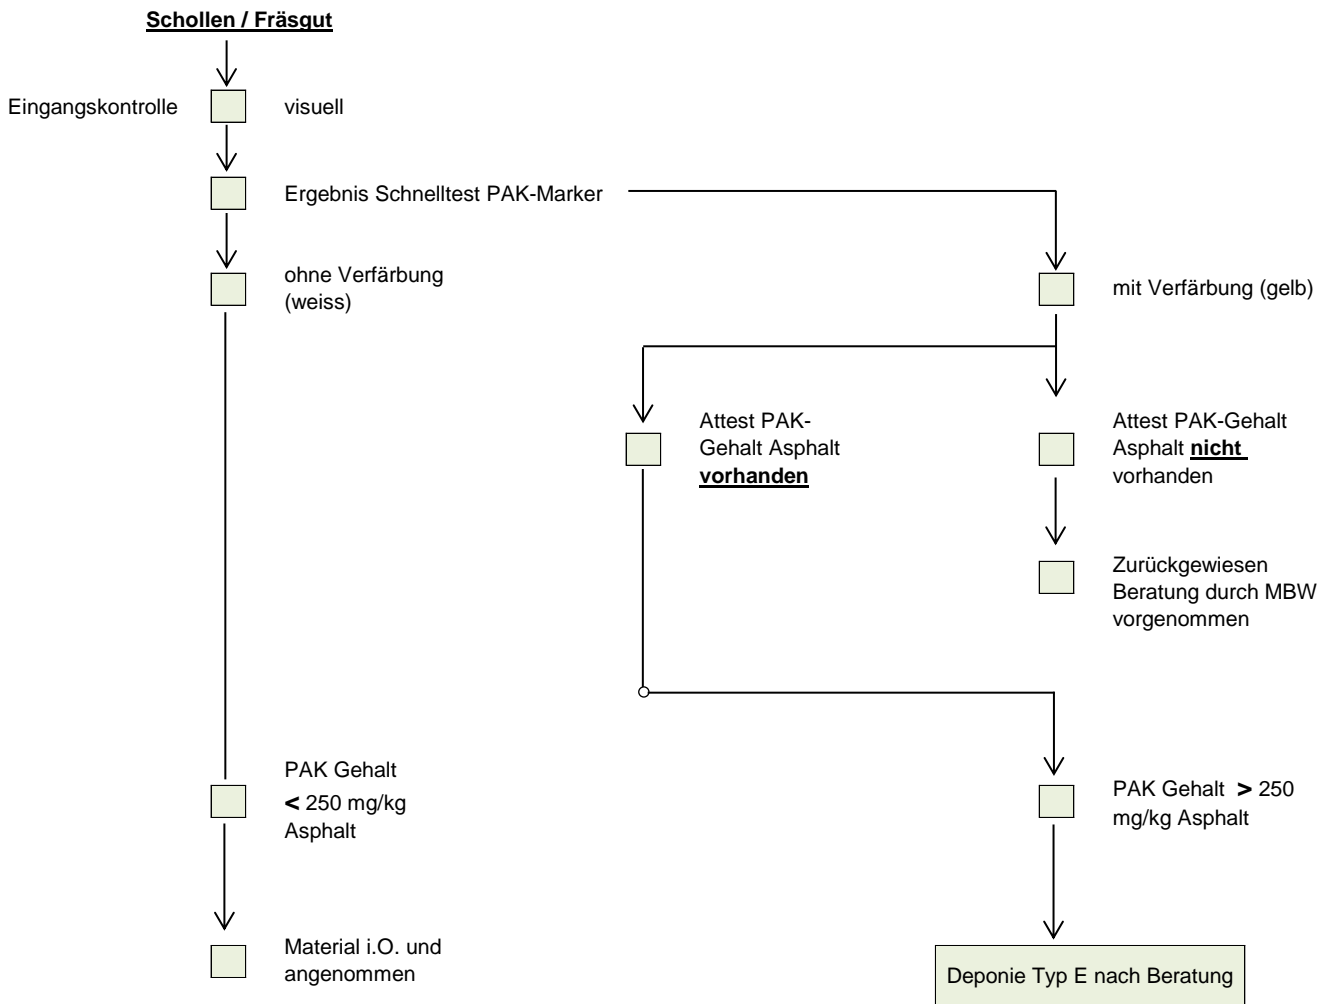 Schollen / Fräsgut
Eingangskontrolle
visuell
Ergebnis Schnelltest PAK-Marker
ohne Verfärbung
(weiss)
mit Verfärbung (gelb)
Attest PAK-
Gehalt Asphalt
vorhanden
Attest PAK-Gehalt
Asphalt nicht
vorhanden
Zurückgewiesen
Beratung durch MBW
vorgenommen
PAK Gehalt
< 250 mg/kg
Asphalt
PAK Gehalt > 250
mg/kg Asphalt
Material i.O. und
angenommen
Deponie Typ E nach Beratung